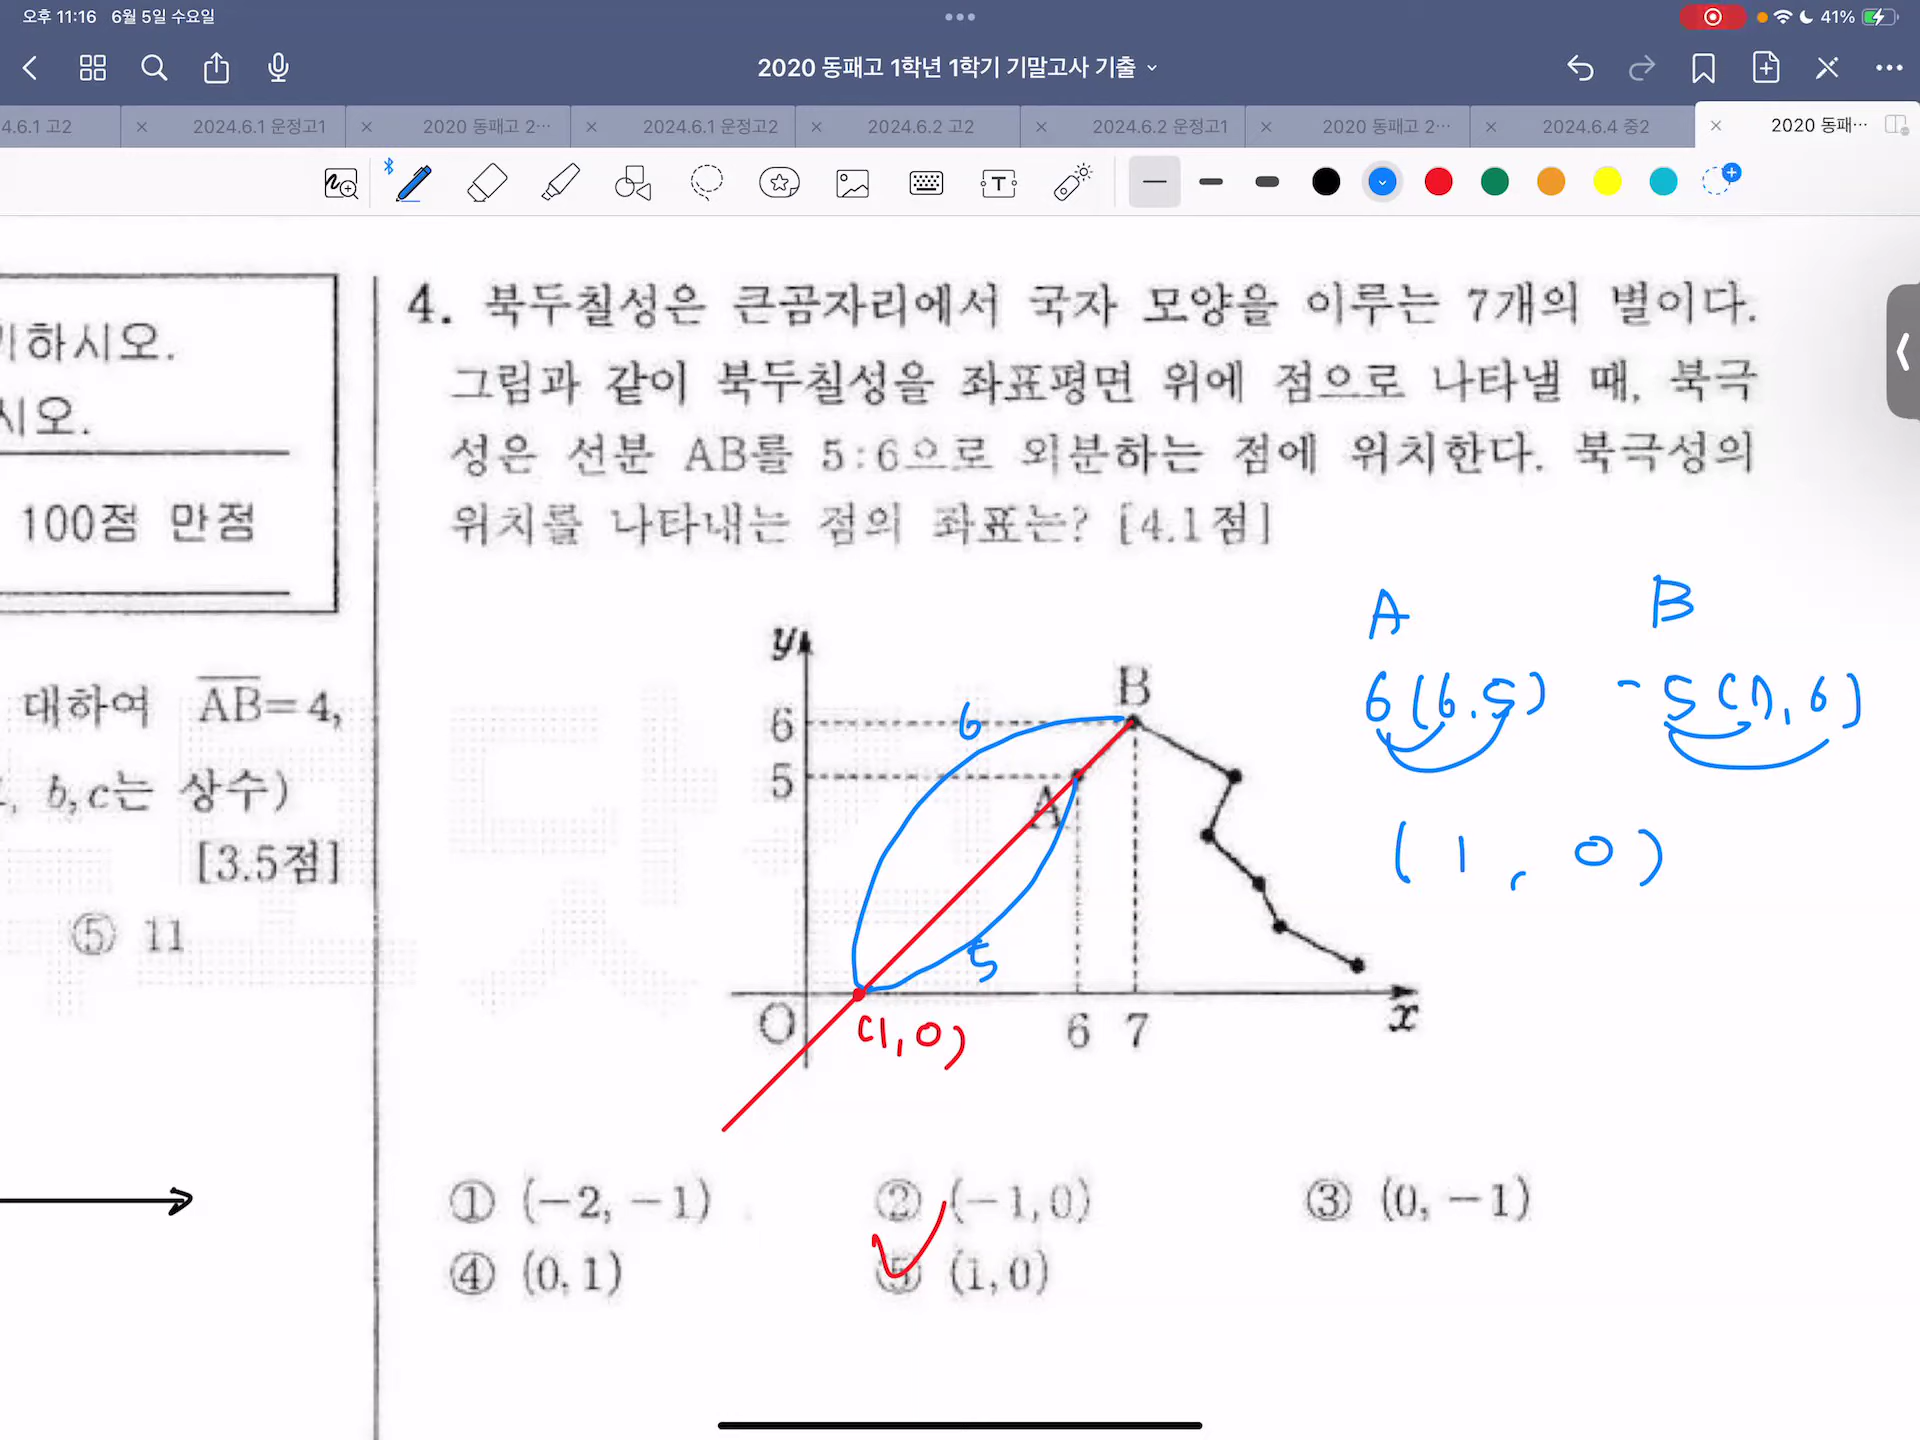 오후 11:16 6월 5일 수요일
41%
2020 동패고 1학년 1학기 기말고사 기출
4.6.1 고2
2024.6.1 운정고1
2020 동패고 2…
2024.6.1 운정고2
2024.6.2 고2
2024.6.2 운정고1
2020 동패고 2…
2024.6.4 중2
2020 동패…
기하시오.
시오.
100점 만점
대하여 AB=4,
b, c는 상수)
[3.5점]
⑤ 11
4. 북두칠성은 큰곰자리에서 국자 모양을 이루는 7개의 별이다.
그림과 같이 북두칠성을 좌표평면 위에 점으로 나타낼 때, 북극
성은 선분 AB를 5:6으로 외분하는 점에 위치한다. 북극성의
위치를 나타내는 점의 좌표는? [4.1점]
y
B
6
5
A
O
6 7
x
6
5
(1, 0)
A B
6(6.5) -5(7, 6)
(1, 0)
① (-2, -1) ② (-1, 0) ③ (0, -1)
④ (0, 1) ⑤ (1, 0)